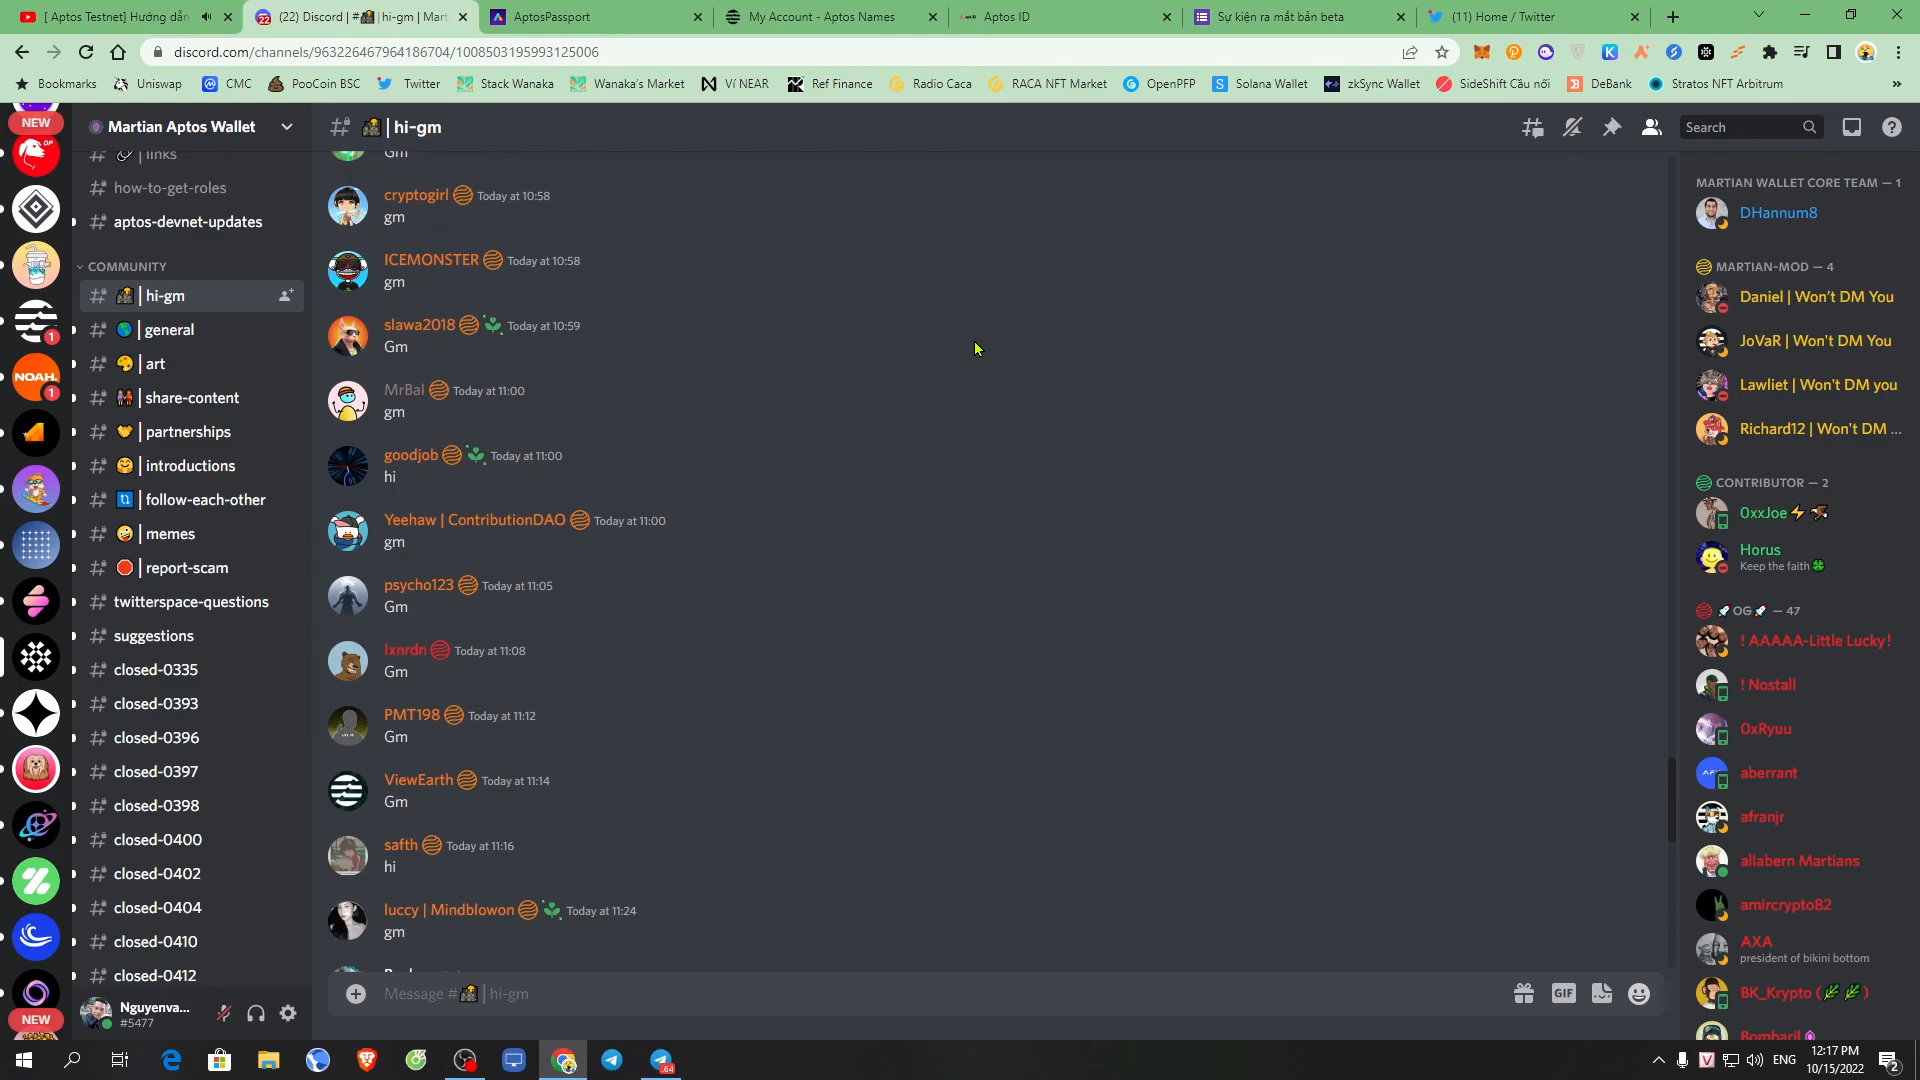 [ Aptos Testnet] Hướng dẫn
(22) Discord | #🕵|hi-gm | Mart
AptosPassport
My Account - Aptos Names
Aptos ID
Sự kiện ra mắt bản beta
(11) Home / Twitter
discord.com/channels/963226467964186704/1008503195993125006
Bookmarks
Uniswap
CMC
PooCoin BSC
Twitter
Stack Wanaka
Wanaka's Market
Ví NEAR
Ref Finance
Radio Caca
RACA NFT Market
OpenPFP
Solana Wallet
zkSync Wallet
SideShift Cầu nối
DeBank
Stratos NFT Arbitrum
NEW
OP
NOAH.
1
1
NEW
Martian Aptos Wallet
| links
how-to-get-roles
aptos-devnet-updates
COMMUNITY
| hi-gm
| general
| art
| share-content
| partnerships
| introductions
| follow-each-other
| memes
| report-scam
twitterspace-questions
suggestions
closed-0335
closed-0393
closed-0396
closed-0397
closed-0398
closed-0400
closed-0402
closed-0404
closed-0410
closed-0412
Nguyenva...
#5477
| hi-gm
Search
Gm
cryptogirl Today at 10:58
gm
ICEMONSTER Today at 10:58
gm
slawa2018 Today at 10:59
Gm
MrBal Today at 11:00
gm
goodjob Today at 11:00
hi
Yeehaw | ContributionDAO Today at 11:00
gm
psycho123 Today at 11:05
Gm
lxnrdn Today at 11:08
Gm
PMT198 Today at 11:12
Gm
ViewEarth Today at 11:14
Gm
safth Today at 11:16
hi
luccy | Mindblowon Today at 11:24
gm
Message # | hi-gm
GIF
MARTIAN WALLET CORE TEAM — 1
DHannum8
MARTIAN-MOD — 4
Daniel | Won't DM You
JoVaR | Won't DM You
Lawliet | Won't DM you
Richard12 | Won't DM ...
CONTRIBUTOR — 2
0xxJoe⚡
Horus
Keep the faith🍀
🚀OG🚀 — 47
! AAAAA-Little Lucky!
! Nostall
0xRyuu
aberrant
afranjr
allabern Martians
amircrypto82
AXA
president of bikini bottom
BK_Krypto (🌿 🌿)
Bombaril
64
ENG
12:17 PM
10/15/2022
2